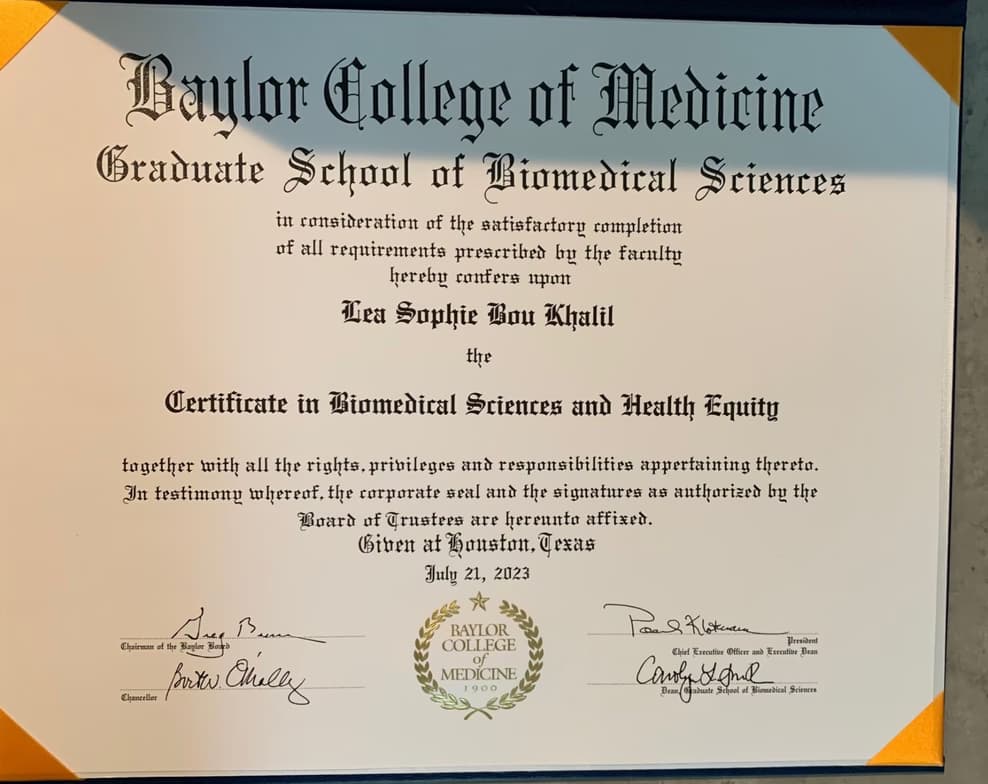 Baylor College of Medicine
Graduate School of Biomedical Sciences
in consideration of the satisfactory completion
of all requirements prescribed by the faculty
hereby confers upon
Lea Sophie Bou Khalil
the
Certificate in Biomedical Sciences and Health Equity
together with all the rights, privileges and responsibilities appertaining thereto.
In testimony whereof, the corporate seal and the signatures as authorized by the
Board of Trustees are hereunto affixed.
Given at Houston, Texas
July 21, 2023
Chairman of the Baylor Board
Chancellor
BAYLOR
COLLEGE
of
MEDICINE
1900
President
Chief Executive Officer and Executive Dean
Dean, Graduate School of Biomedical Sciences